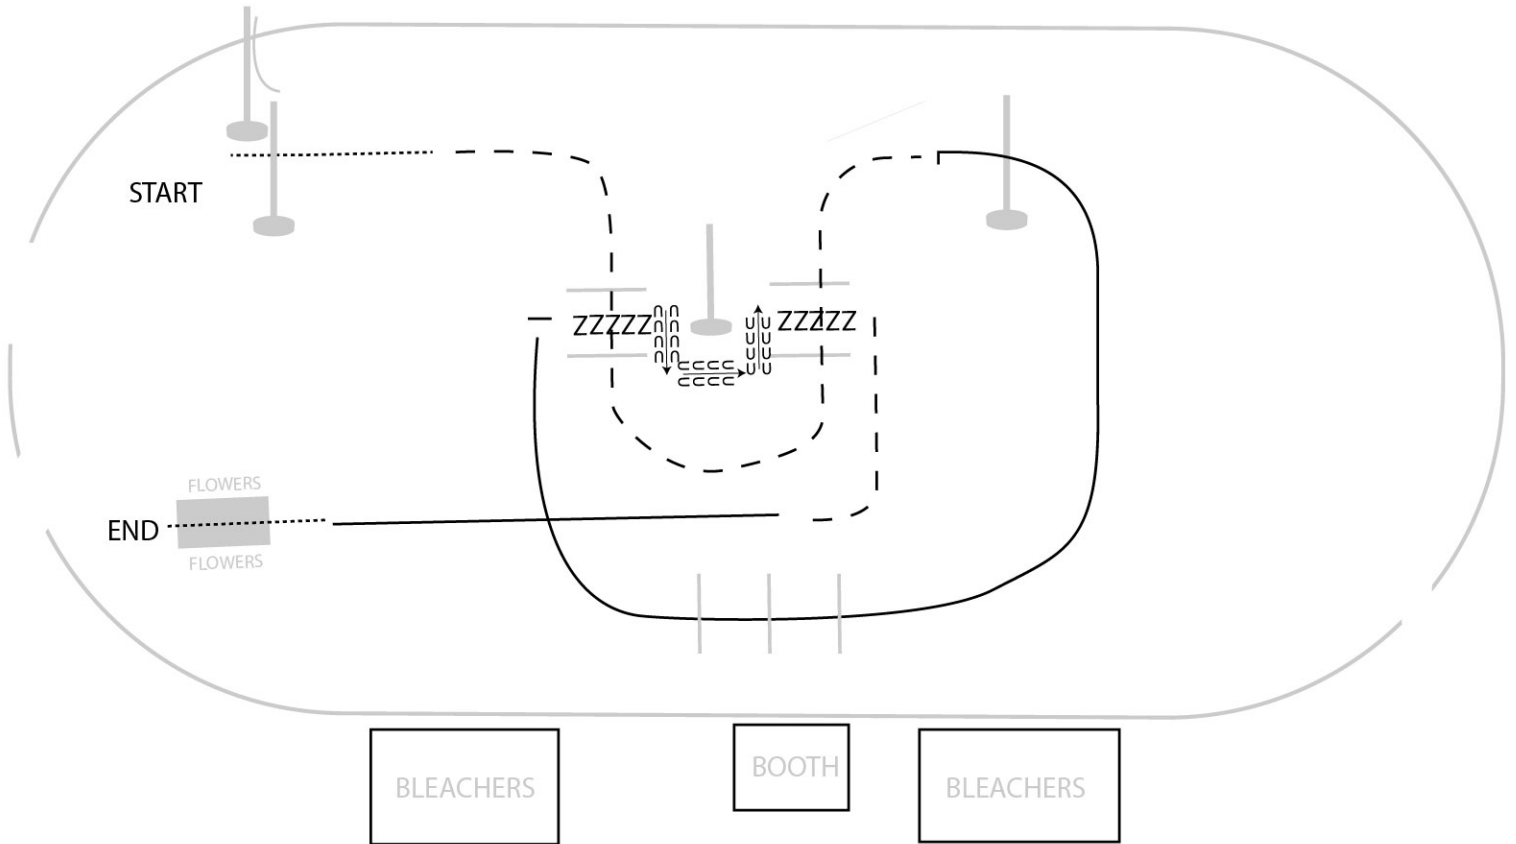 START
ZZZZZ
ZZZZZ
FLOWERS
END
FLOWERS
BLEACHERS
BOOTH
BLEACHERS